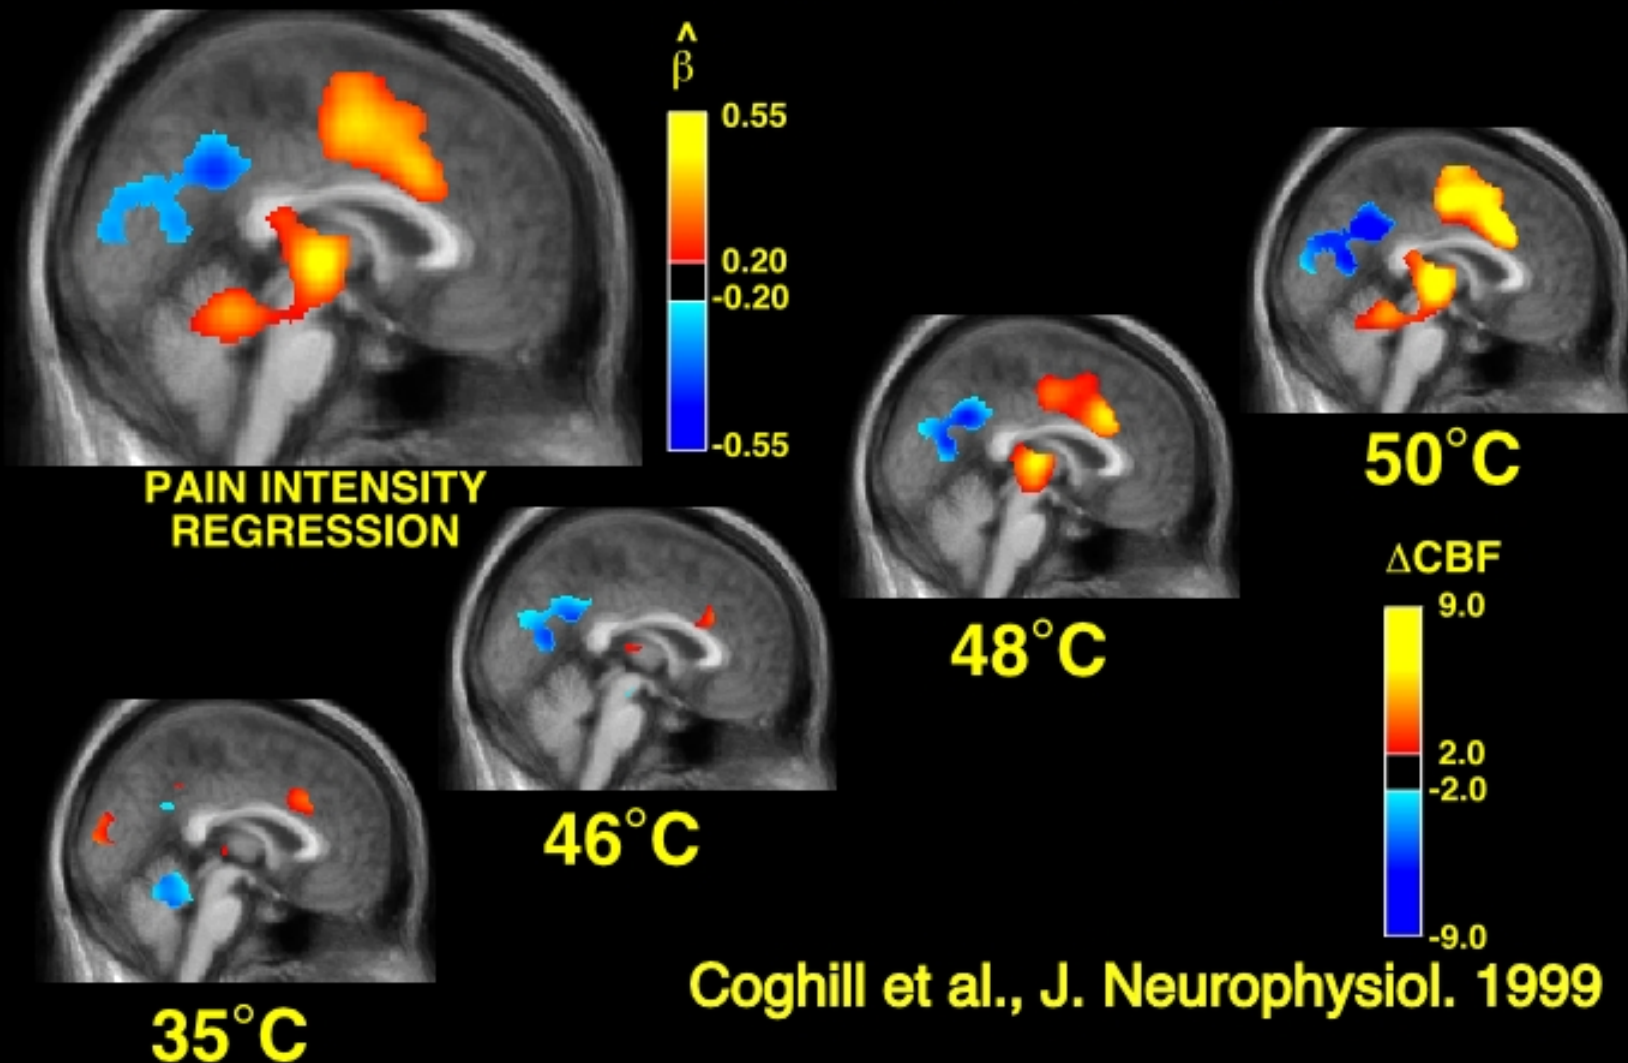 ^
β
0.55
0.20
-0.20
-0.55
PAIN INTENSITY
REGRESSION
50°C
ΔCBF
9.0
2.0
-2.0
-9.0
48°C
46°C
35°C
Coghill et al., J. Neurophysiol. 1999